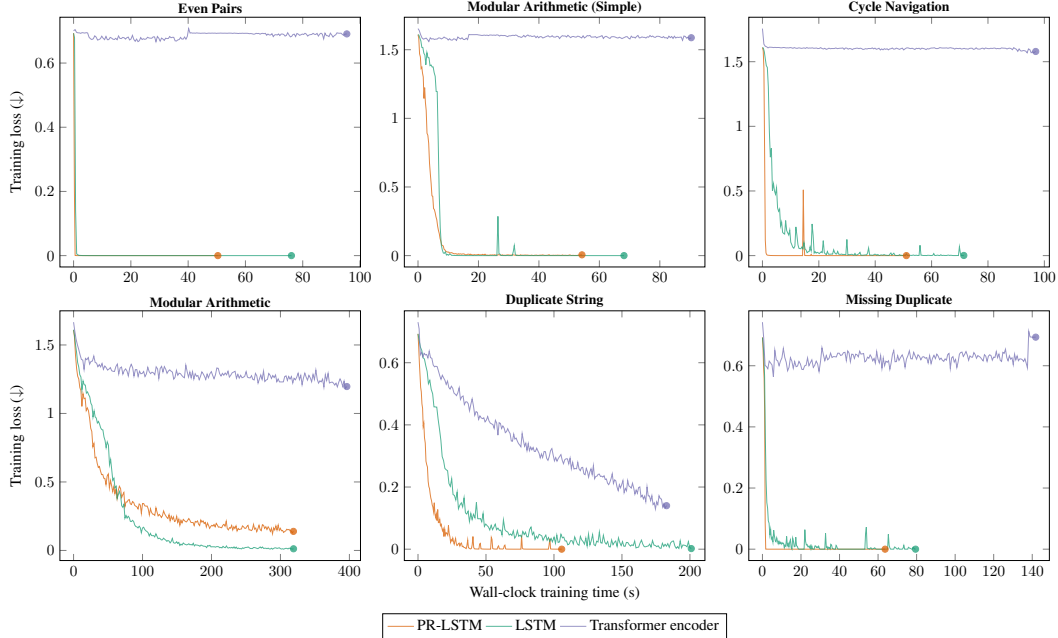 Even Pairs
Modular Arithmetic (Simple)
Cycle Navigation
Training loss (↓)
0.6
0.4
0.2
0
0 20 40 60 80 100
1.5
1
0.5
0
0 20 40 60 80
1.5
1
0.5
0
0 20 40 60 80 100
Modular Arithmetic
Duplicate String
Missing Duplicate
Training loss (↓)
1.5
1
0.5
0
0 100 200 300 400
0.6
0.4
0.2
0
0 50 100 150 200
0.6
0.4
0.2
0
0 20 40 60 80 100 120 140
Wall-clock training time (s)
PR-LSTM LSTM Transformer encoder